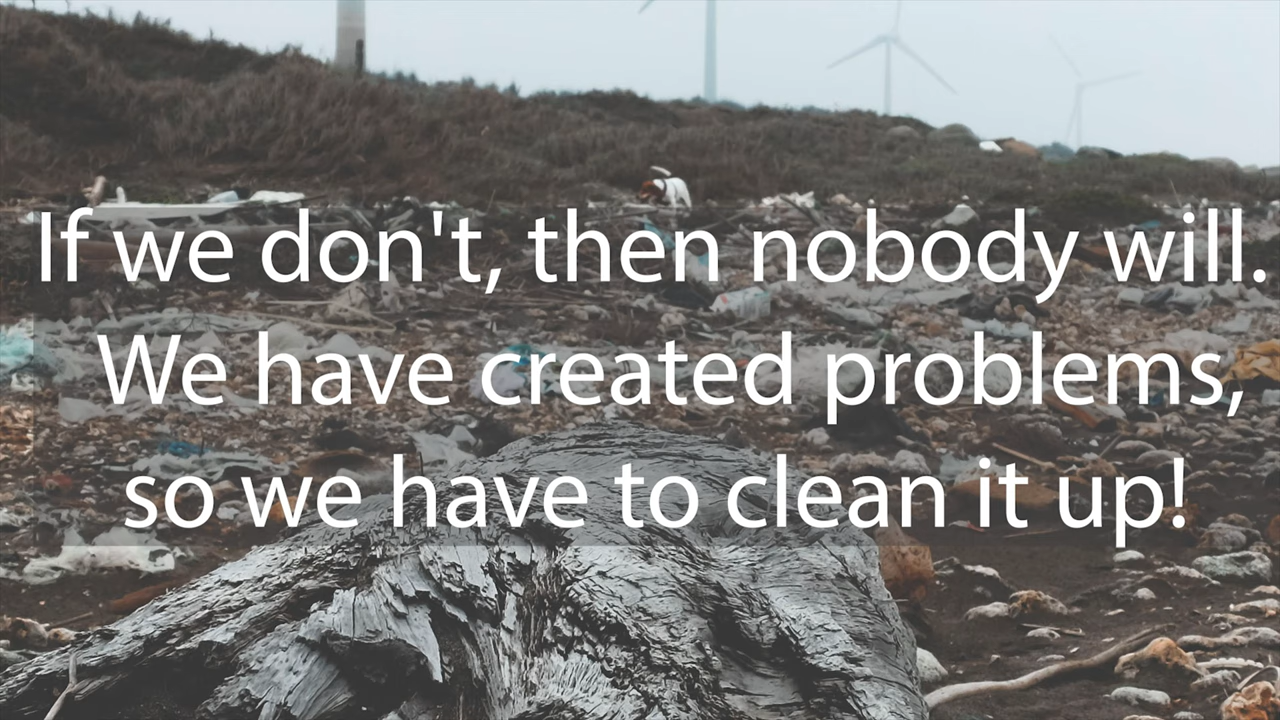 If we don't, then nobody will.
We have created problems,
so we have to clean it up!